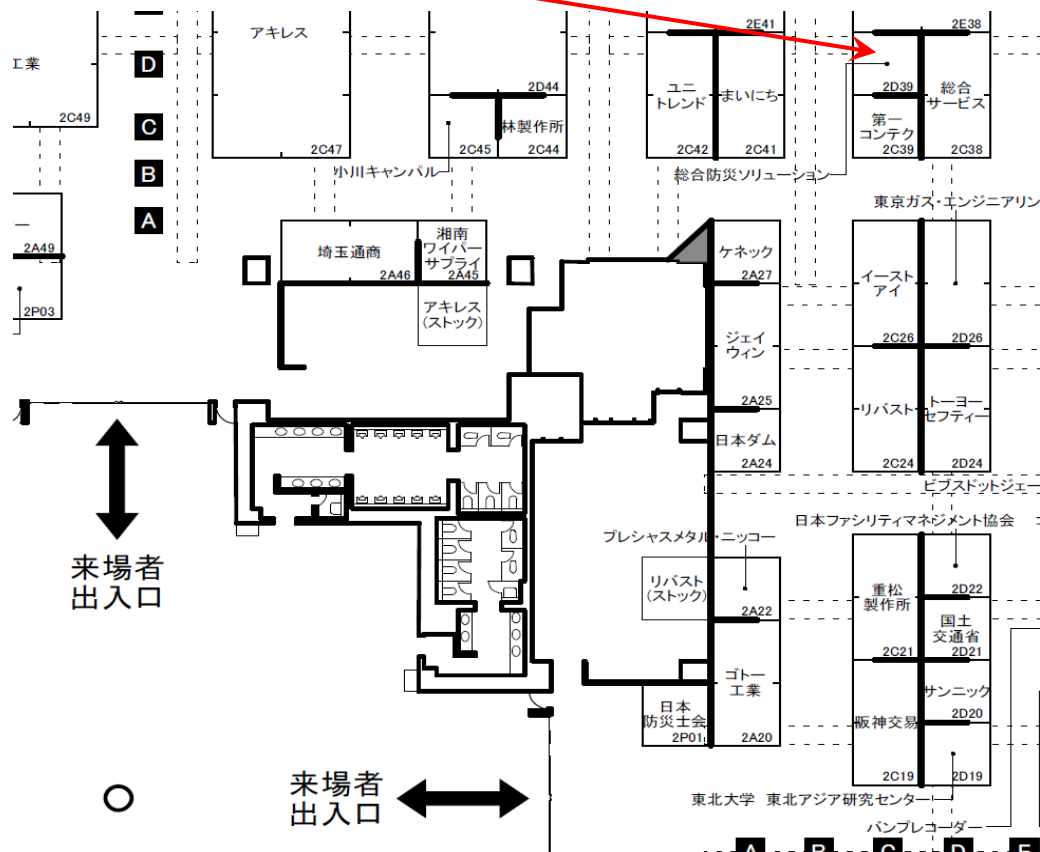 アキレス
2E41
2E38
工業
D
2D44
ユニ
トレンド
まいにち
2D39
総合
サービス
2C49
C
林製作所
第一
コンテク
2C47
2C45
2C44
2C42
2C41
2C39
2C38
B
小川キャンパル
総合防災ソリューション
A
東京ガス・エンジニアリン
ー
2A49
埼玉通商
2A46
湘南
ワイパー
サプライ
2A45
ケネック
2A27
イースト
アイ
2P03
アキレス
(ストック)
ジェイ
ウィン
2C26
2D26
2A25
リバスト
トーヨー
セフティー
日本ダム
2A24
2C24
2D24
ビブスドットジェー
日本ファシリティマネジメント協会
プレシャスメタル・ニッコー
来場者
出入口
リバスト
(ストック)
2A22
重松
製作所
2D22
国土
交通省
2C21
2D21
ゴトー
工業
サンニック
日本
防災士会
2P01
2A20
阪神交易
2D20
来場者
出入口
2C19
2D19
東北大学 東北アジア研究センター
バンプレコーダー
A
B
C
D
E